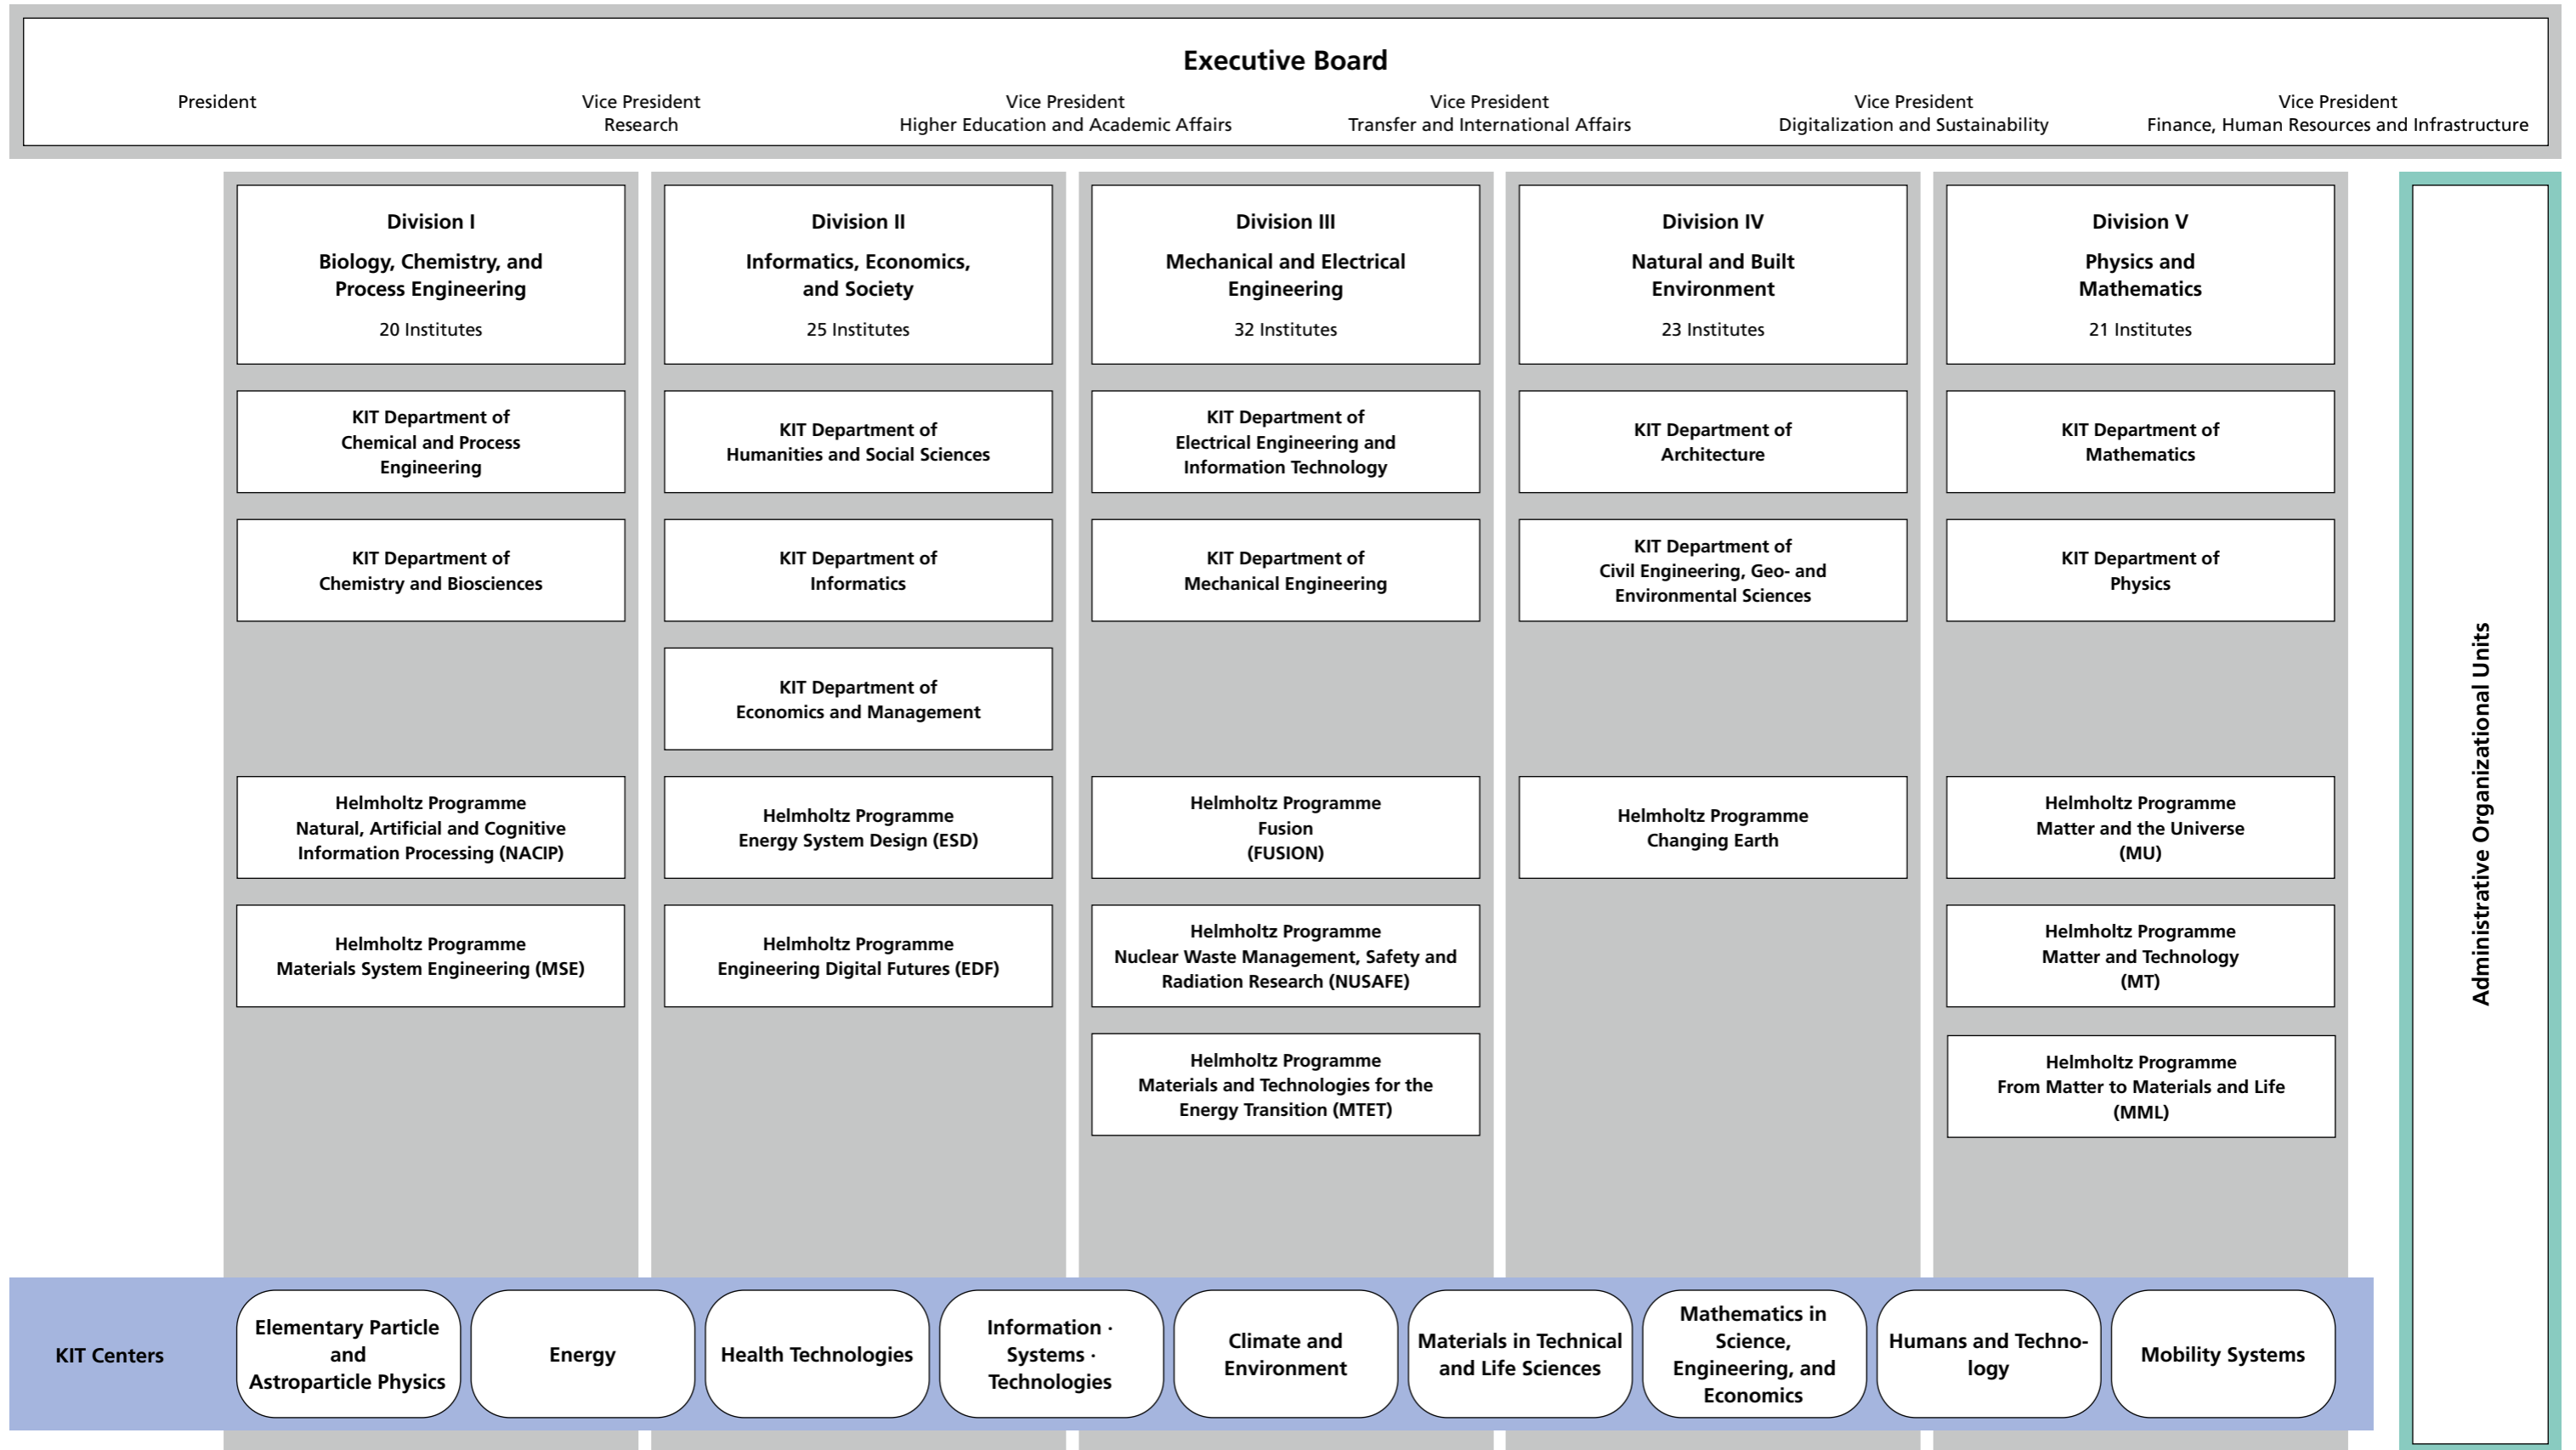 Executive Board
President
Vice President
Research
Vice President
Higher Education and Academic Affairs
Vice President
Transfer and International Affairs
Vice President
Digitalization and Sustainability
Vice President
Finance, Human Resources and Infrastructure
Division I
Biology, Chemistry, and
Process Engineering
20 Institutes
KIT Department of
Chemical and Process
Engineering
KIT Department of
Chemistry and Biosciences
Helmholtz Programme
Natural, Artificial and Cognitive
Information Processing (NACIP)
Helmholtz Programme
Materials System Engineering (MSE)
Division II
Informatics, Economics,
and Society
25 Institutes
KIT Department of
Humanities and Social Sciences
KIT Department of
Informatics
KIT Department of
Economics and Management
Helmholtz Programme
Energy System Design (ESD)
Helmholtz Programme
Engineering Digital Futures (EDF)
Division III
Mechanical and Electrical
Engineering
32 Institutes
KIT Department of
Electrical Engineering and
Information Technology
KIT Department of
Mechanical Engineering
Helmholtz Programme
Fusion
(FUSION)
Helmholtz Programme
Nuclear Waste Management, Safety and
Radiation Research (NUSAFE)
Helmholtz Programme
Materials and Technologies for the
Energy Transition (MTET)
Division IV
Natural and Built
Environment
23 Institutes
KIT Department of
Architecture
KIT Department of
Civil Engineering, Geo- and
Environmental Sciences
Helmholtz Programme
Changing Earth
Division V
Physics and
Mathematics
21 Institutes
KIT Department of
Mathematics
KIT Department of
Physics
Helmholtz Programme
Matter and the Universe
(MU)
Helmholtz Programme
Matter and Technology
(MT)
Helmholtz Programme
From Matter to Materials and Life
(MML)
Administrative Organizational Units
KIT Centers
Elementary Particle
and
Astroparticle Physics
Energy
Health Technologies
Information ·
Systems ·
Technologies
Climate and
Environment
Materials in Technical
and Life Sciences
Mathematics in
Science,
Engineering, and
Economics
Humans and Techno-
logy
Mobility Systems